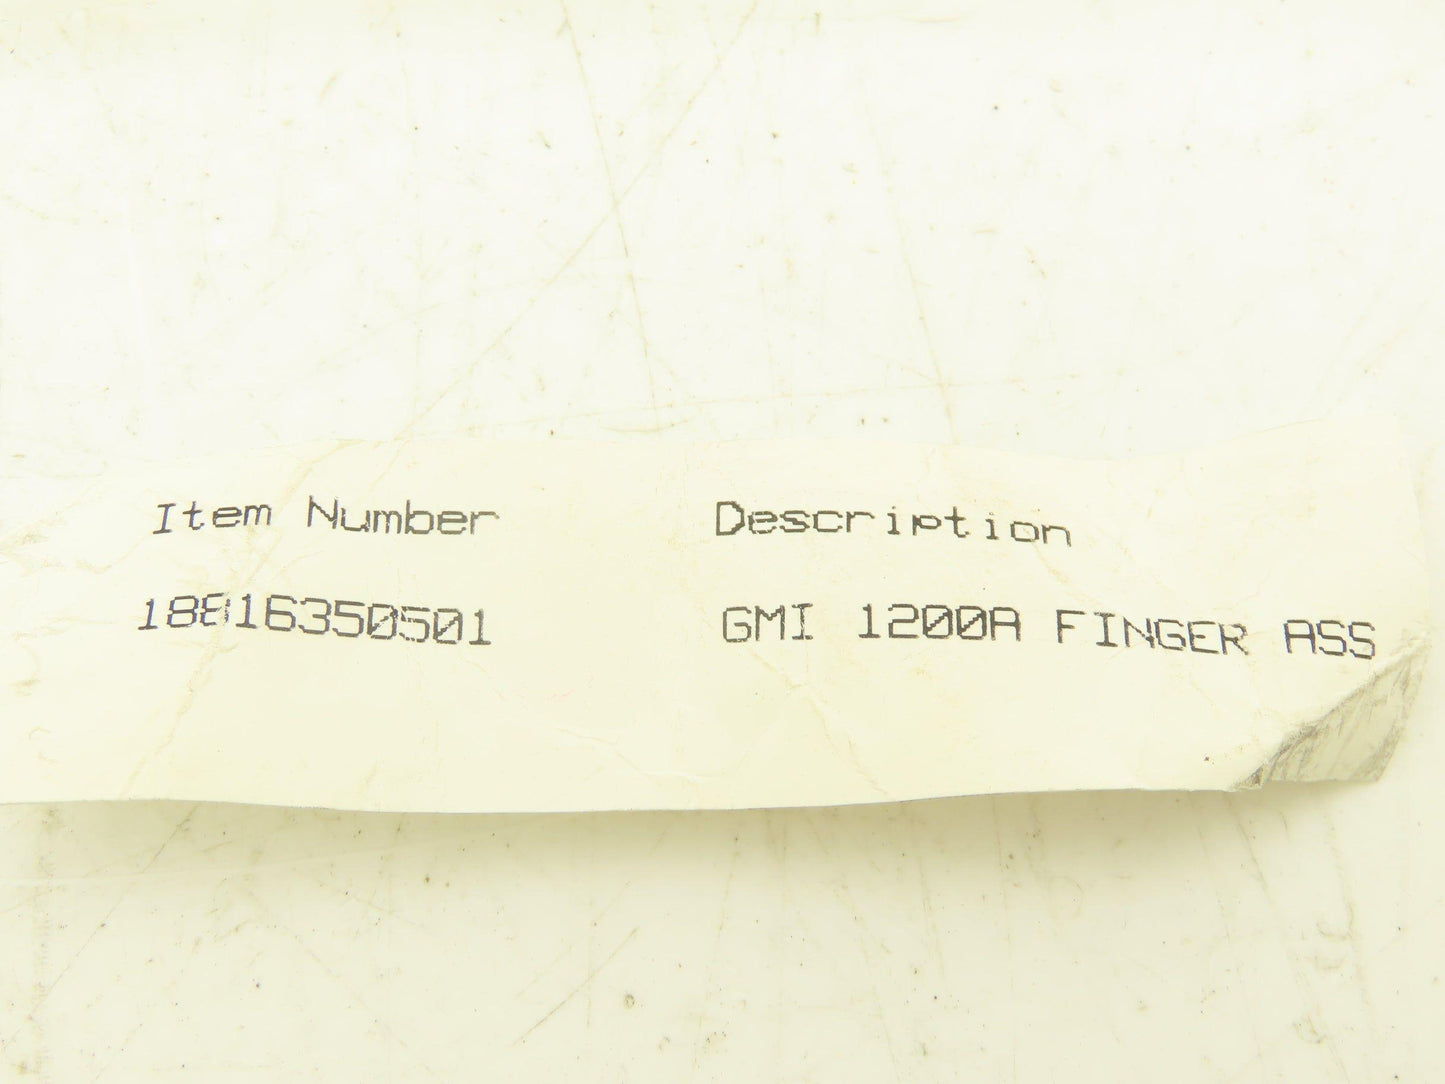 Item Number Description
18816350501 GMI 1200A FINGER ASS